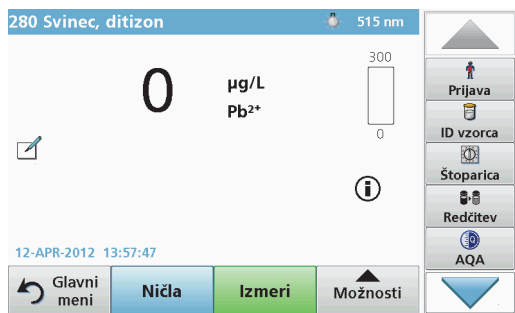 280 Svinec, ditizon
515 nm
300
0
µg/L
Pb²⁺
0
12-APR-2012 13:57:47
Glavni
meni
Ničla
Izmeri
Možnosti
Prijava
ID vzorca
Štoparica
Redčitev
AQA